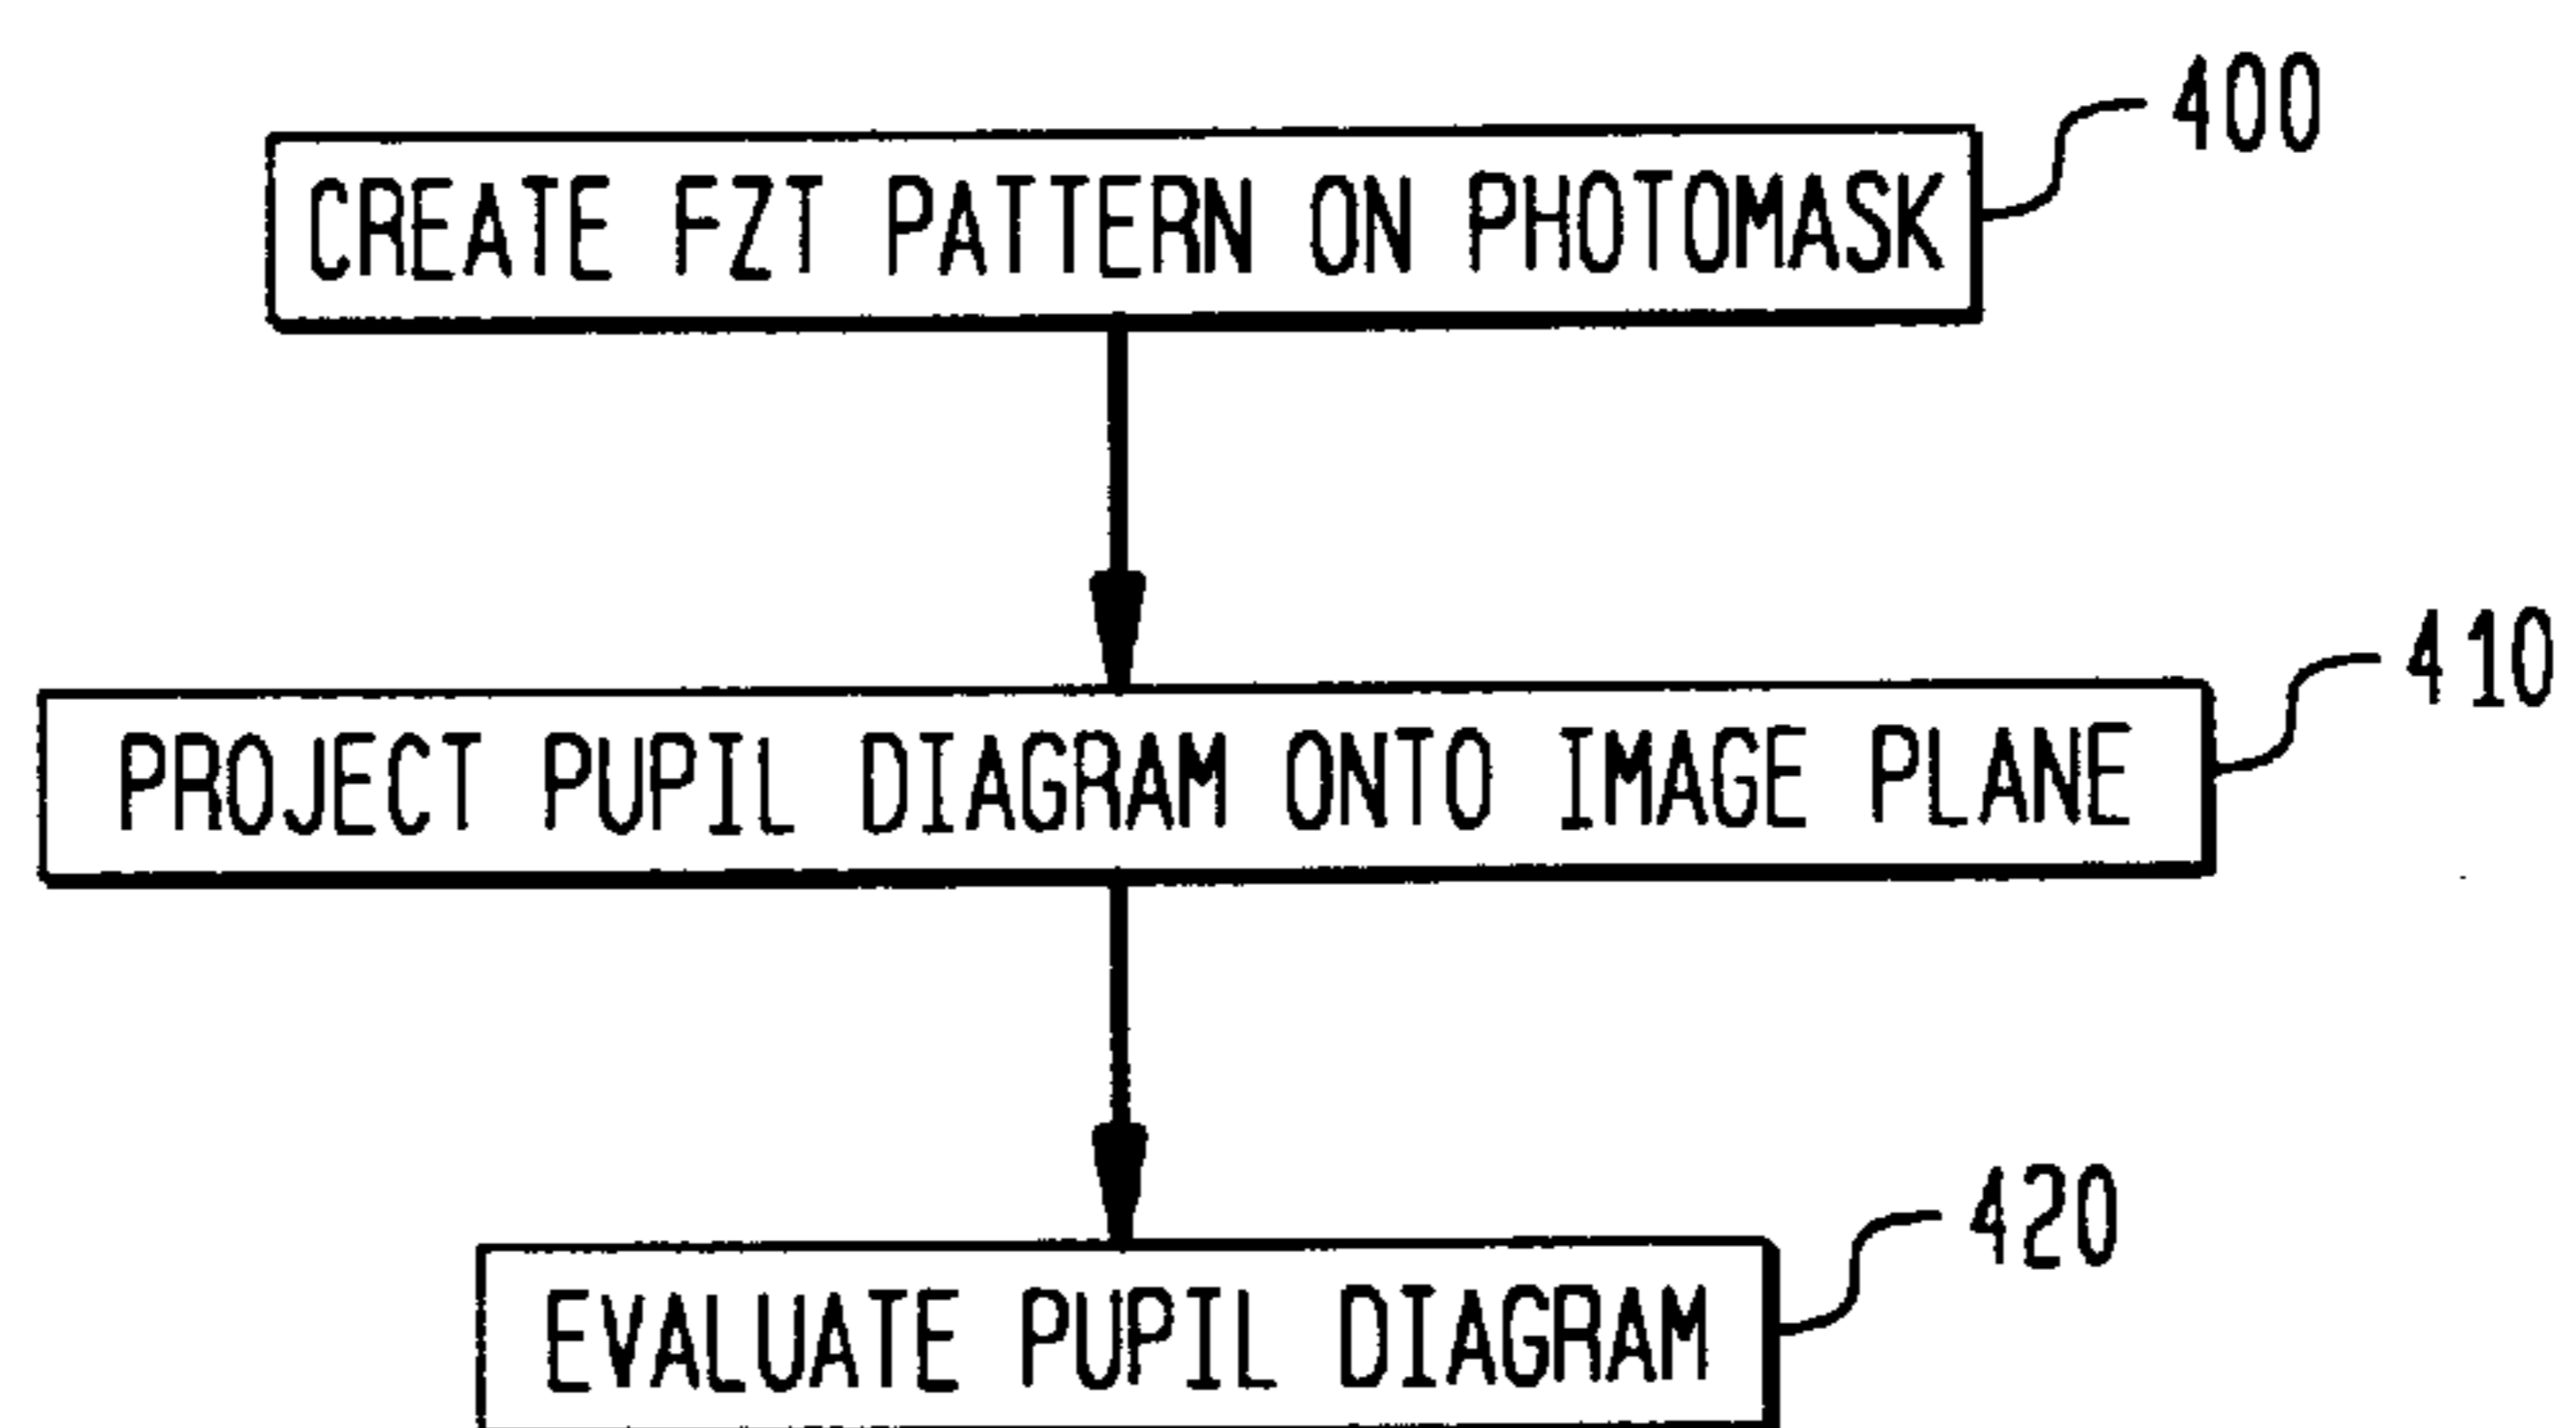 400
CREATE FZT PATTERN ON PHOTOMASK
410
PROJECT PUPIL DIAGRAM ONTO IMAGE PLANE
420
EVALUATE PUPIL DIAGRAM